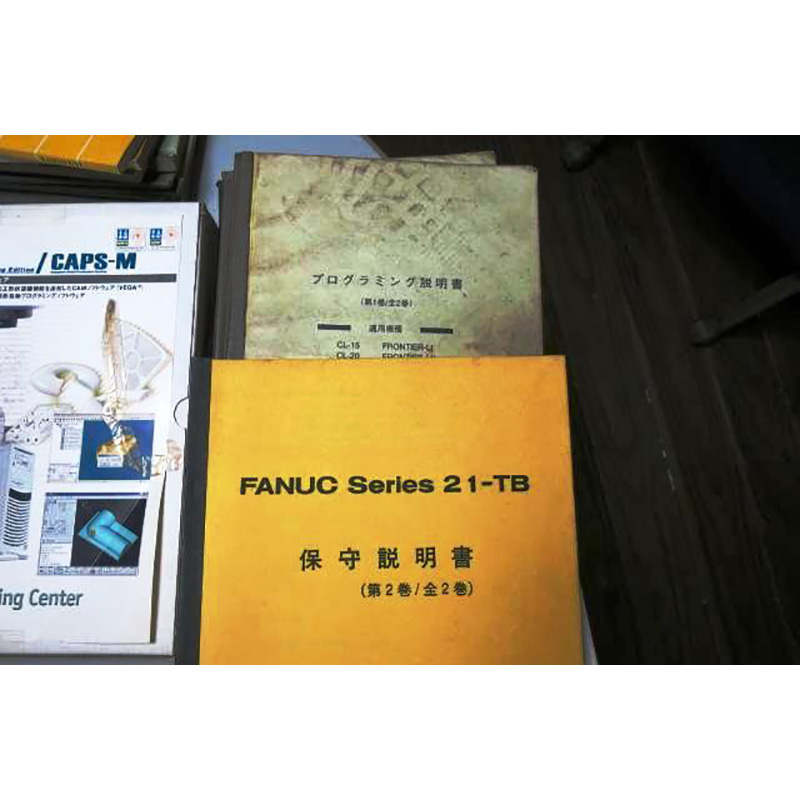 /CAPS-M
プログラミング説明書
(第1巻/全2巻)
適用機種
CL-15 FRONTIER-L
CL-20 FRONTIER-L
FANUC Series 21-TB
保守説明書
(第2巻/全2巻)
ing Center